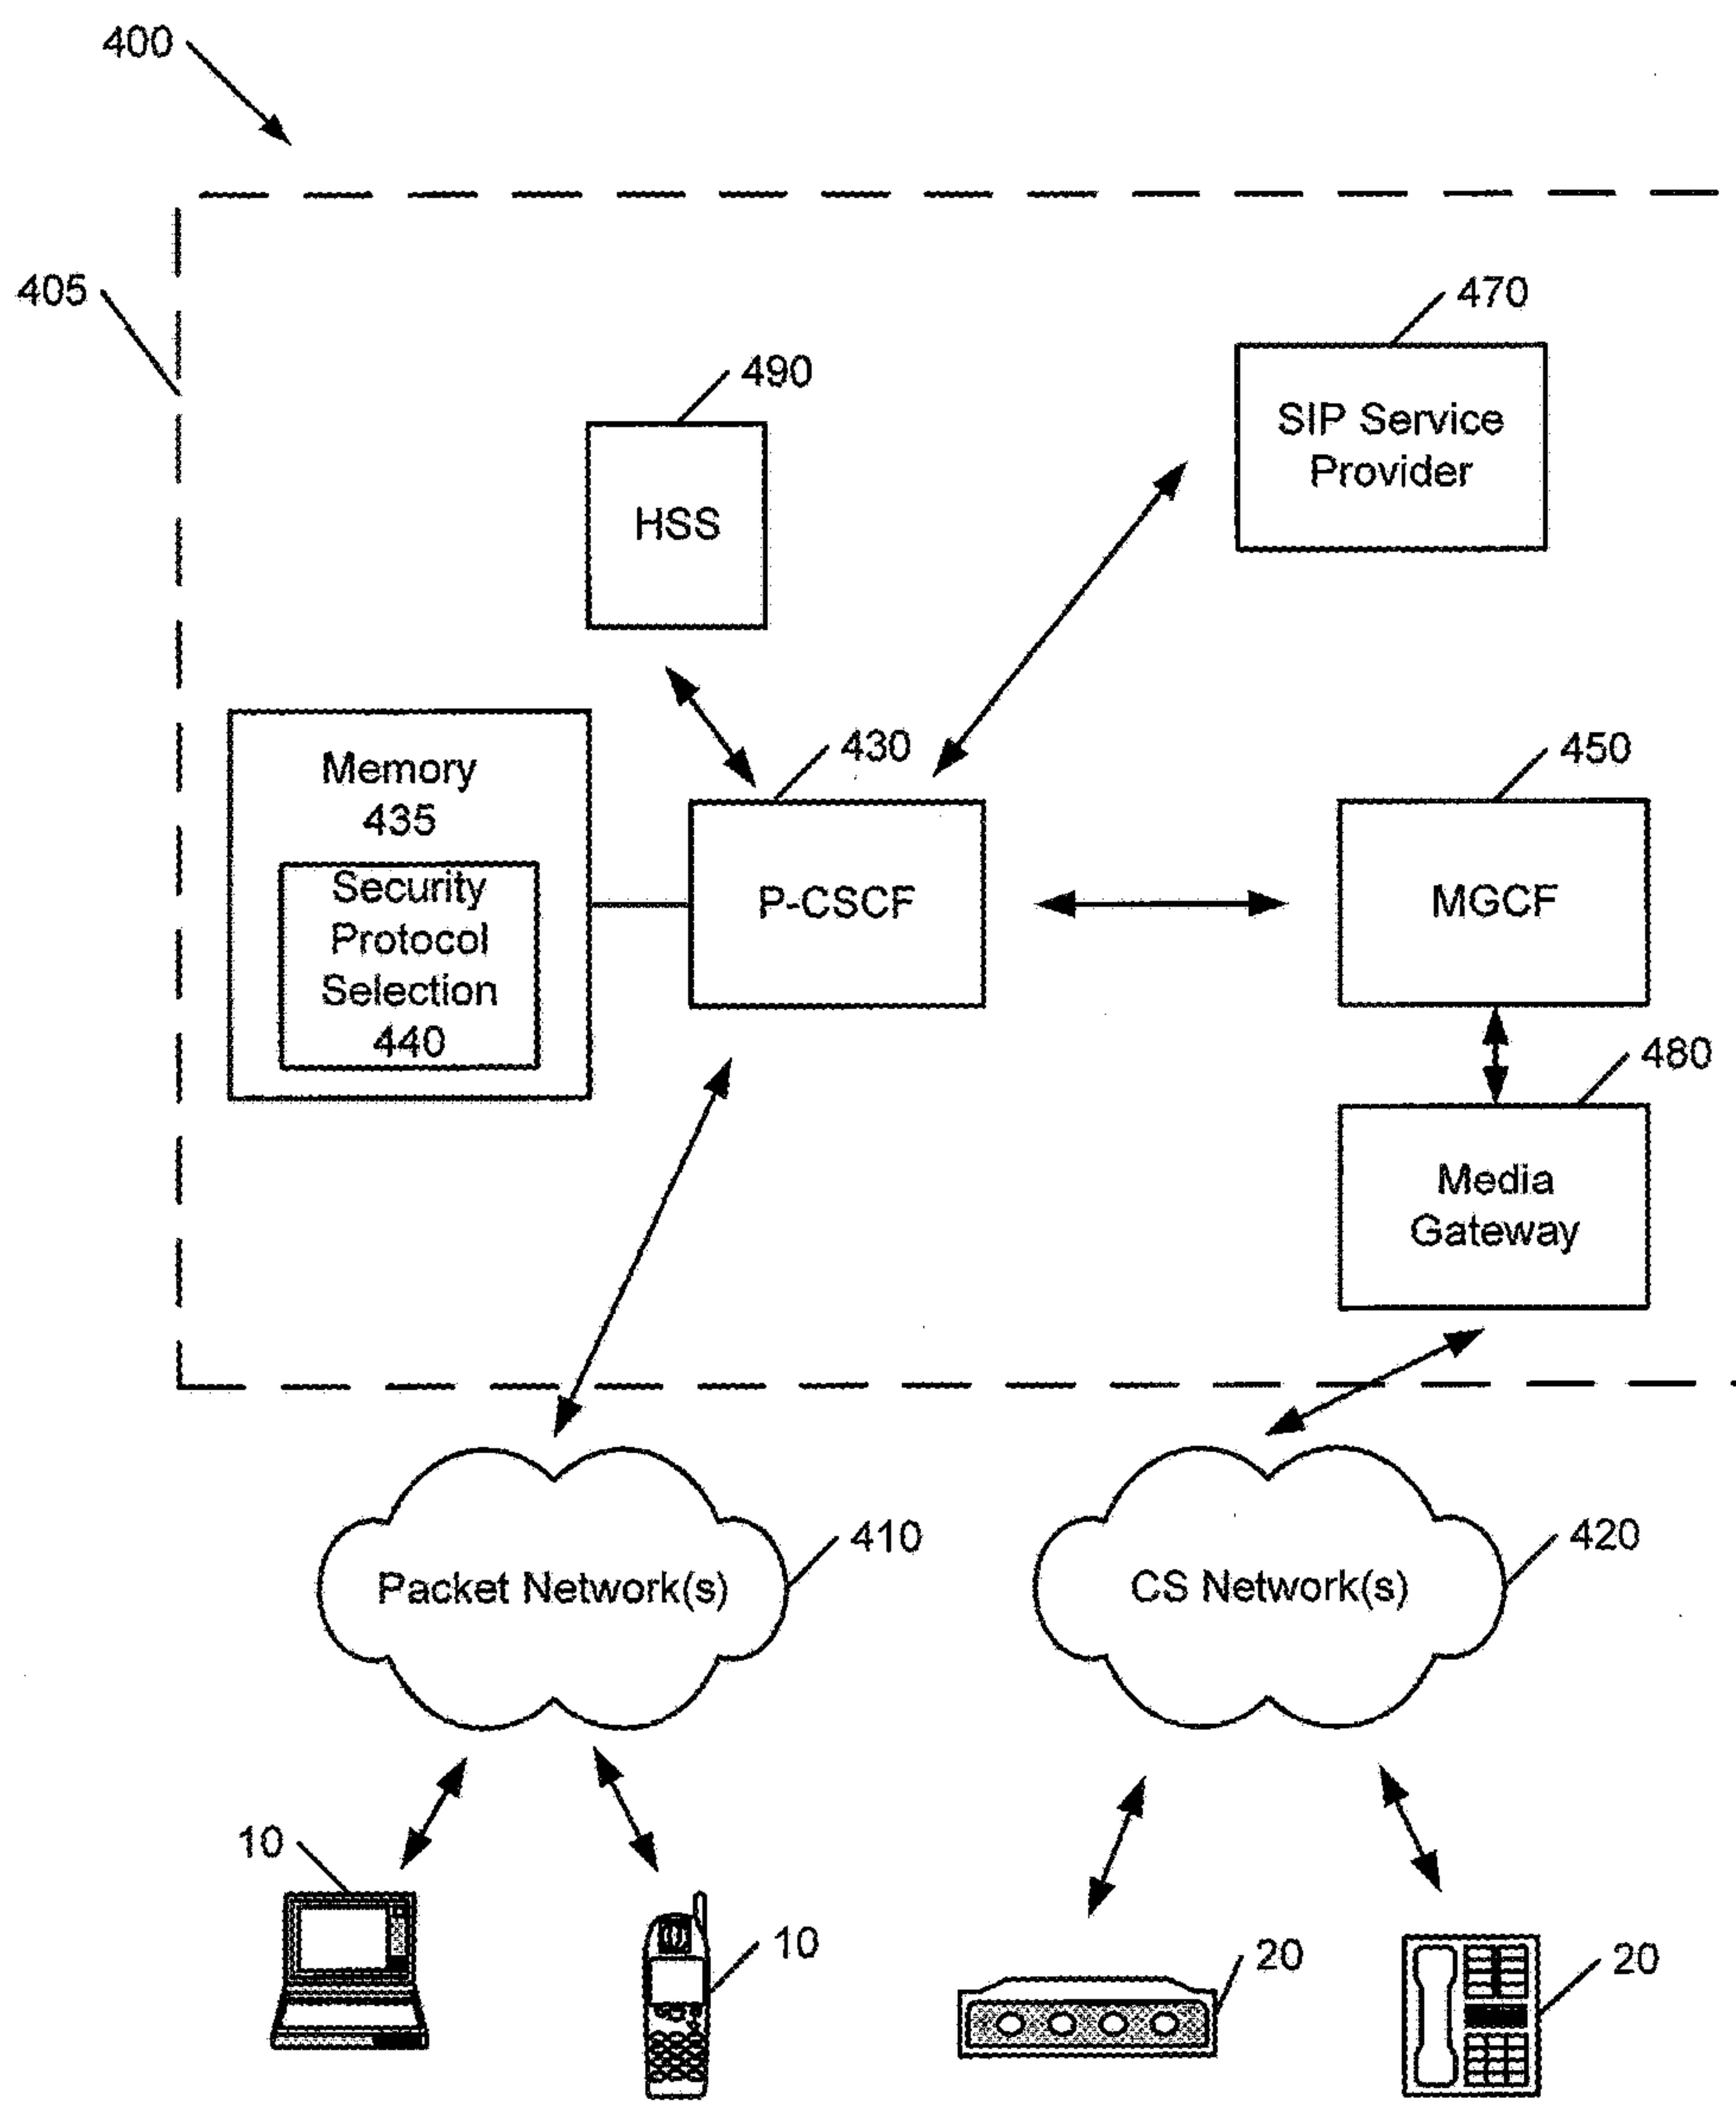 400
405
470
SIP Service
Provider
490
HSS
430
P-CSCF
Memory
435
Security
Protocol
Selection
440
450
MGCF
480
Media
Gateway
410
Packet Network(s)
420
CS Network(s)
10
10
20
20